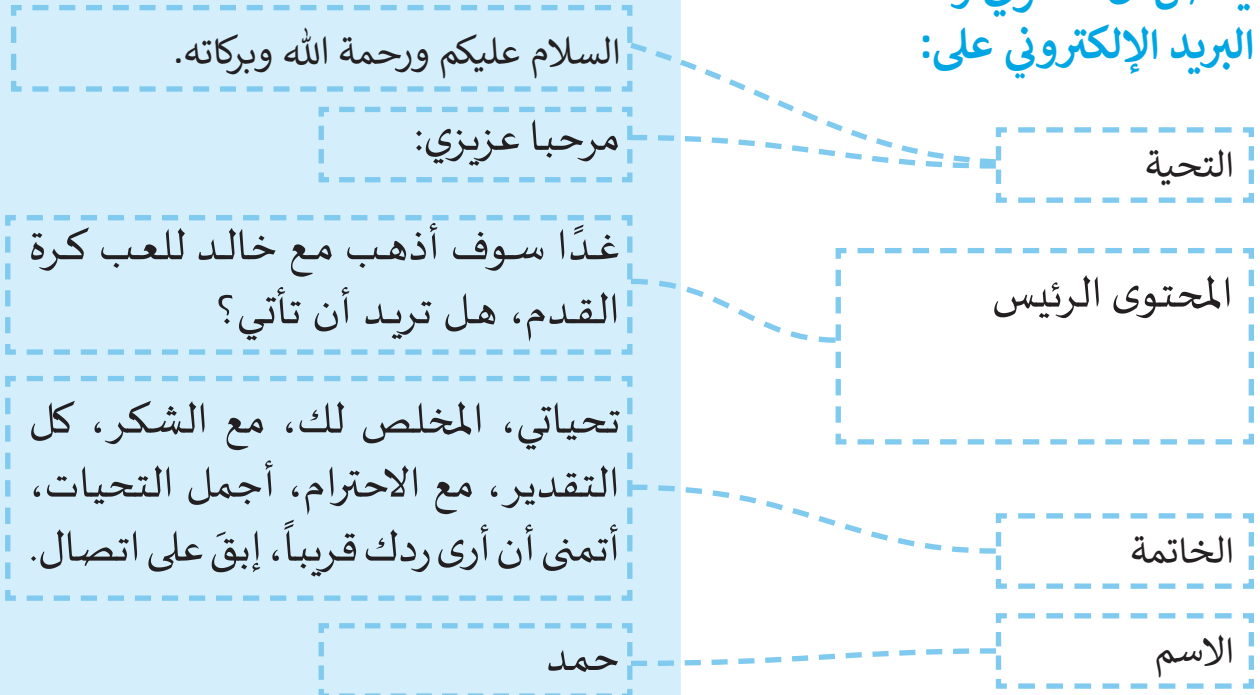 البريد الإلكتروني على:
التحية
السلام عليكم ورحمة الله وبركاته.
مرحبا عزيزي:
المحتوى الرئيس
غدًا سوف أذهب مع خالد للعب كرة
القدم، هل تريد أن تأتي؟
الخاتمة
تحياتي، المخلص لك، مع الشكر، كل
التقدير، مع الاحترام، أجمل التحيات،
أتمنى أن أرى ردك قريباً، إبقَ على اتصال.
الاسم
حمد